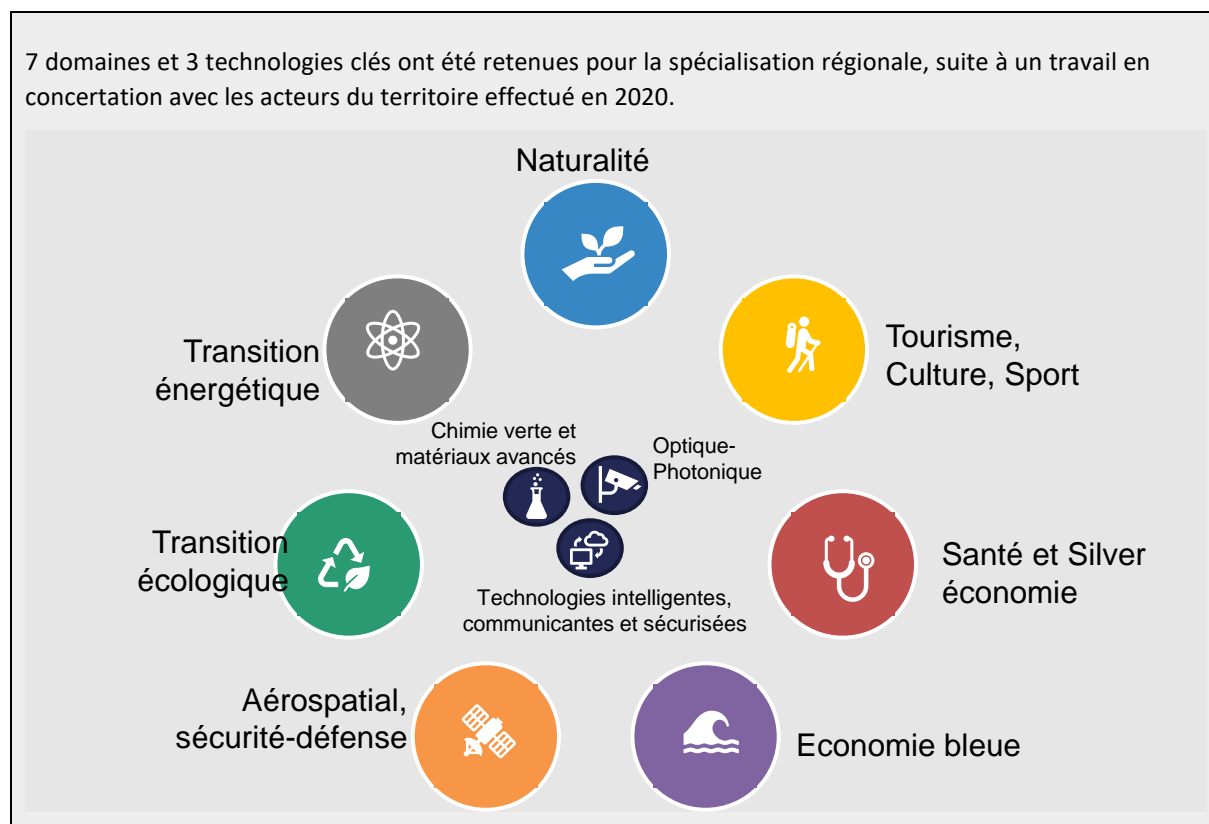 7 domaines et 3 technologies clés ont été retenues pour la spécialisation régionale, suite à un travail en
concertation avec les acteurs du territoire effectué en 2020.
Naturalité
Transition
énergétique
Tourisme,
Culture, Sport
Chimie verte et
matériaux avancés
Optique-
Photonique
Transition
écologique
Santé et Silver
économie
Technologies intelligentes,
communicantes et sécurisées
Aérospatial,
sécurité-défense
Economie bleue